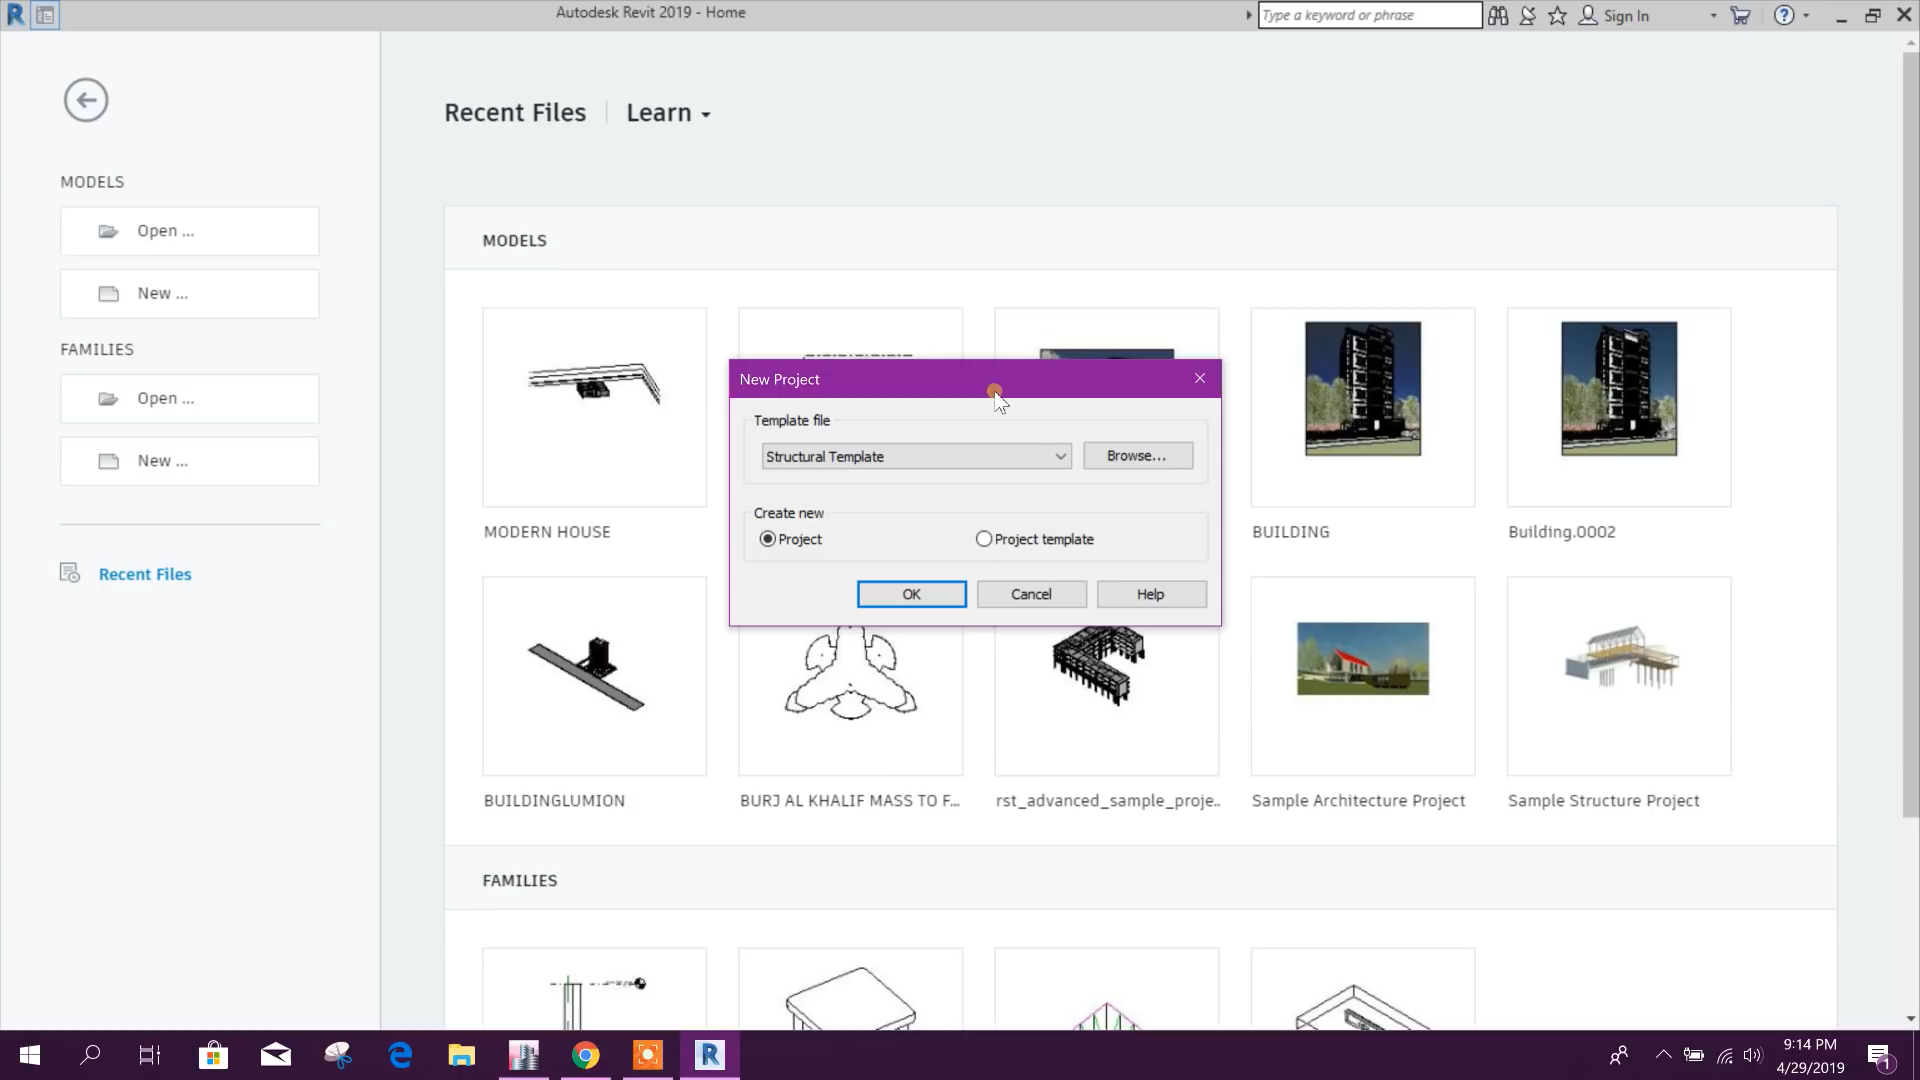 Autodesk Revit 2019 - Home
Type a keyword or phrase
Sign In
Recent Files
Learn
MODELS
Open ...
New ...
FAMILIES
Open ...
New ...
Recent Files
MODELS
MODERN HOUSE
BUILDING
Building.0002
New Project
Template file
Structural Template
Browse...
Create new
Project
Project template
OK
Cancel
Help
BUILDINGLUMION
BURJ AL KHALIF MASS TO F...
rst_advanced_sample_proje..
Sample Architecture Project
Sample Structure Project
FAMILIES
9:14 PM
4/29/2019
1